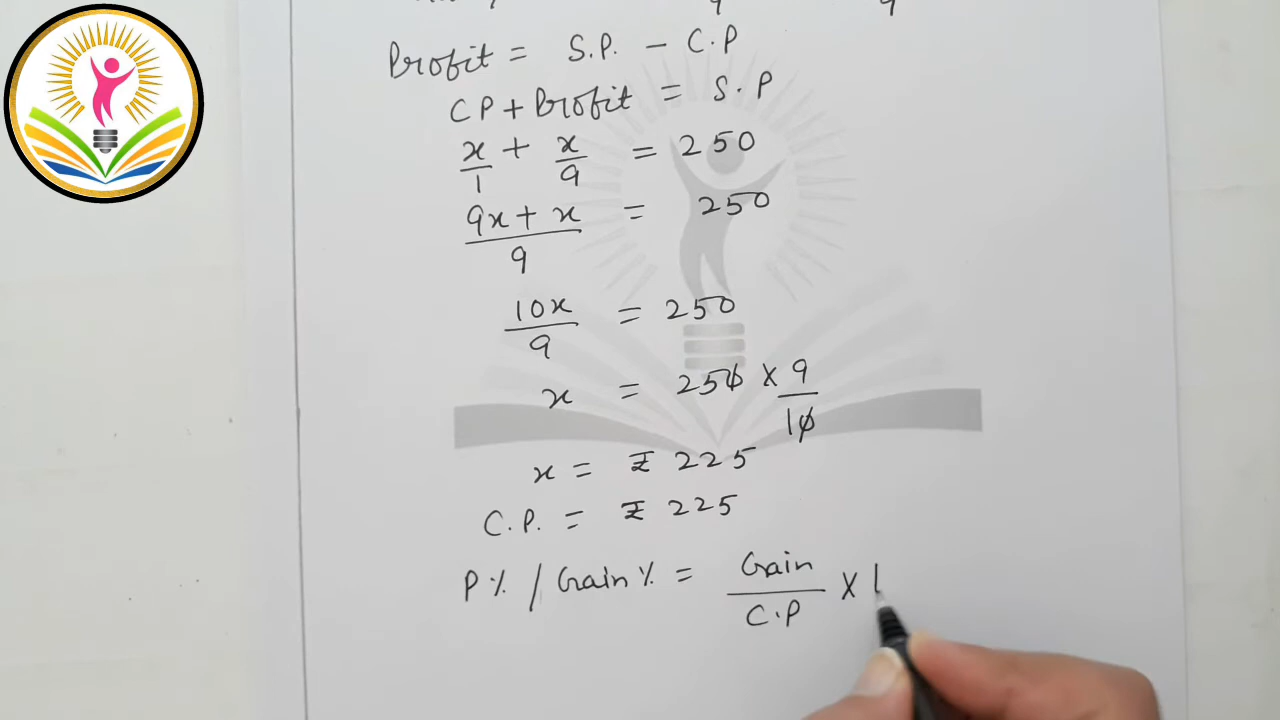 Profit = S.P. – C.P
CP + Profit = S.P
x/1 + x/9 = 250
9x + x / 9 = 250
10x / 9 = 250
x = 250 × 9/10
x = ₹ 225
C.P. = ₹ 225
P% / Gain% = Gain / C.P × 1